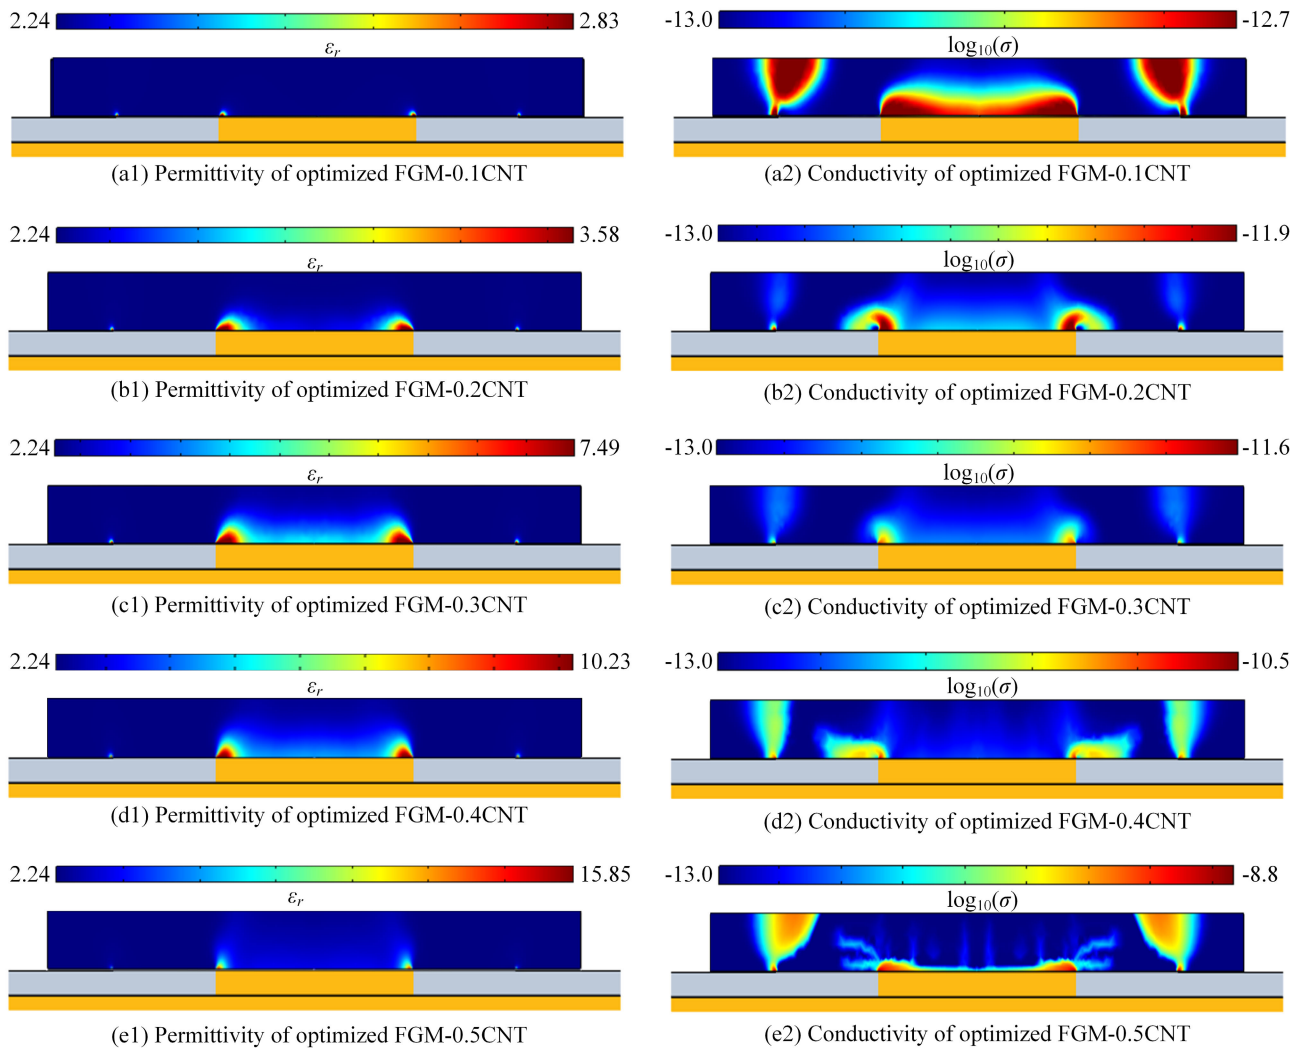 2.24 2.83 -13.0 -12.7
εr log10(σ)
(a1) Permittivity of optimized FGM-0.1CNT (a2) Conductivity of optimized FGM-0.1CNT
2.24 3.58 -13.0 -11.9
εr log10(σ)
(b1) Permittivity of optimized FGM-0.2CNT (b2) Conductivity of optimized FGM-0.2CNT
2.24 7.49 -13.0 -11.6
εr log10(σ)
(c1) Permittivity of optimized FGM-0.3CNT (c2) Conductivity of optimized FGM-0.3CNT
2.24 10.23 -13.0 -10.5
εr log10(σ)
(d1) Permittivity of optimized FGM-0.4CNT (d2) Conductivity of optimized FGM-0.4CNT
2.24 15.85 -13.0 -8.8
εr log10(σ)
(e1) Permittivity of optimized FGM-0.5CNT (e2) Conductivity of optimized FGM-0.5CNT